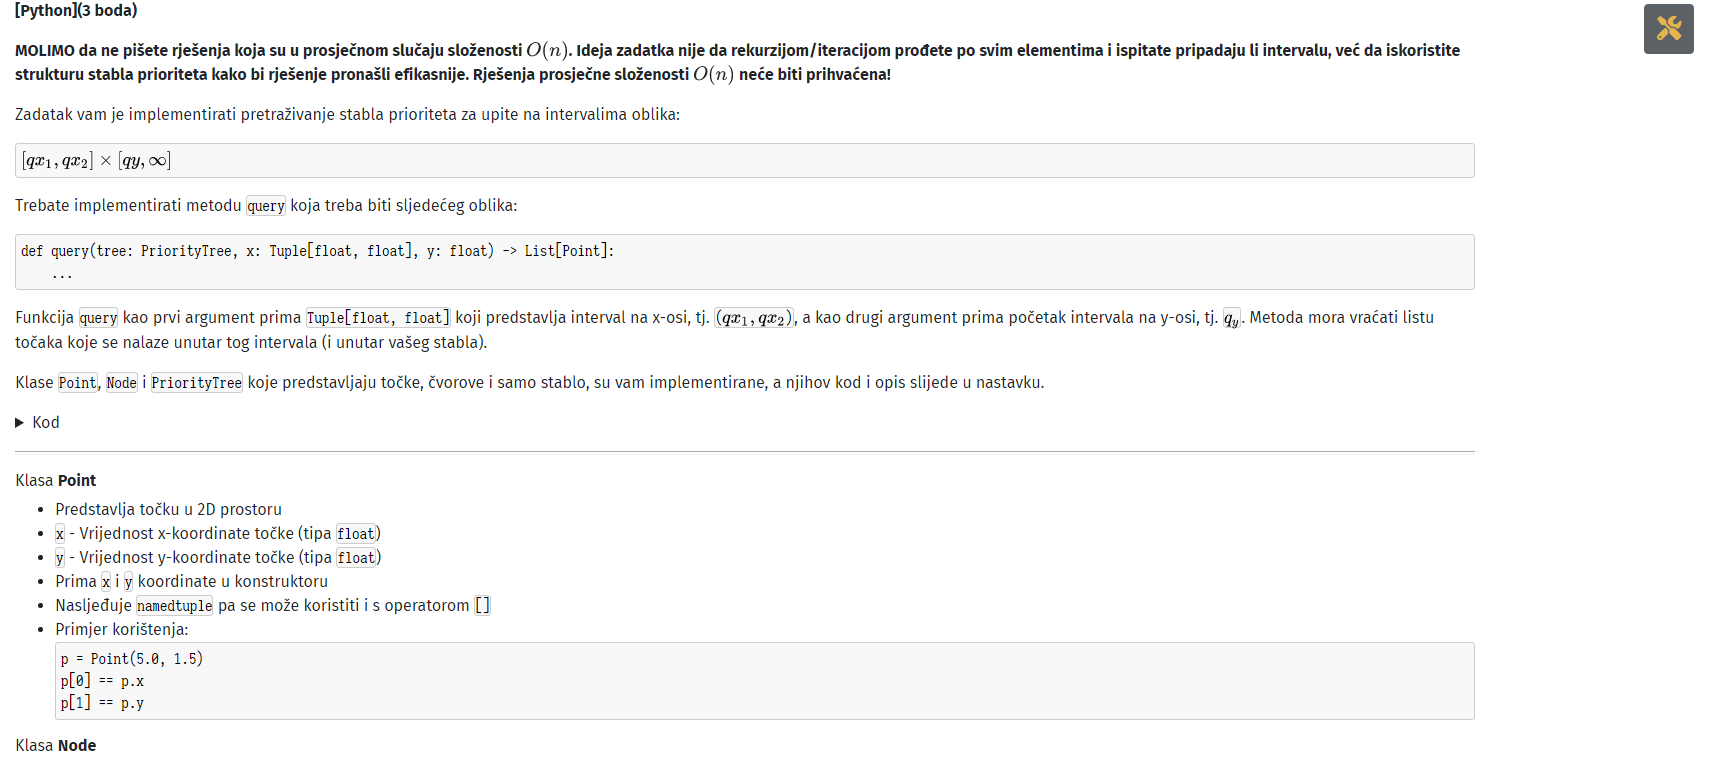 [Python](3 boda)
MOLIMO da ne pišete rješenja koja su u prosječnom slučaju složenosti O(n). Ideja zadatka nije da rekurzijom/iteracijom prođete po svim elementima i ispitate pripadaju li intervalu, već da iskoristite
strukturu stabla prioriteta kako bi rješenje pronašli efikasnije. Rješenja prosječne složenosti O(n) neće biti prihvaćena!
Zadatak vam je implementirati pretraživanje stabla prioriteta za upite na intervalima oblika:
[qx₁, qx₂] × [qy, ∞]
Trebate implementirati metodu query koja treba biti sljedećeg oblika:
def query(tree: PriorityTree, x: Tuple[float, float], y: float) -> List[Point]:
    ...
Funkcija query kao prvi argument prima Tuple[float, float] koji predstavlja interval na x-osi, tj. (qx₁, qx₂), a kao drugi argument prima početak intervala na y-osi, tj. q_y. Metoda mora vraćati listu
točaka koje se nalaze unutar tog intervala (i unutar vašeg stabla).
Klase Point, Node i PriorityTree koje predstavljaju točke, čvorove i samo stablo, su vam implementirane, a njihov kod i opis slijede u nastavku.
▶ Kod
Klasa Point
• Predstavlja točku u 2D prostoru
• x - Vrijednost x-koordinate točke (tipa float)
• y - Vrijednost y-koordinate točke (tipa float)
• Prima x i y koordinate u konstruktoru
• Nasljeđuje namedtuple pa se može koristiti i s operatorom []
• Primjer korištenja:
p = Point(5.0, 1.5)
p[0] == p.x
p[1] == p.y
Klasa Node